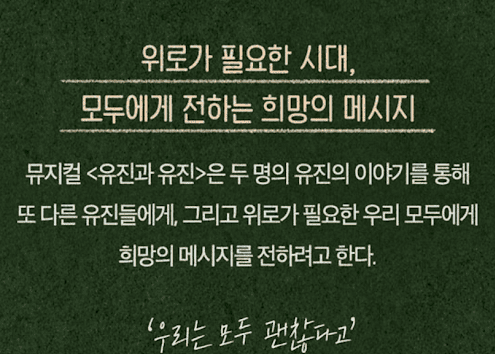 위로가 필요한 시대,
모두에게 전하는 희망의 메시지
뮤지컬 <유진과 유진>은 두 명의 유진의 이야기를 통해
또 다른 유진들에게, 그리고 위로가 필요한 우리 모두에게
희망의 메시지를 전하려고 한다.
‘우리는 모두 괜찮다고’